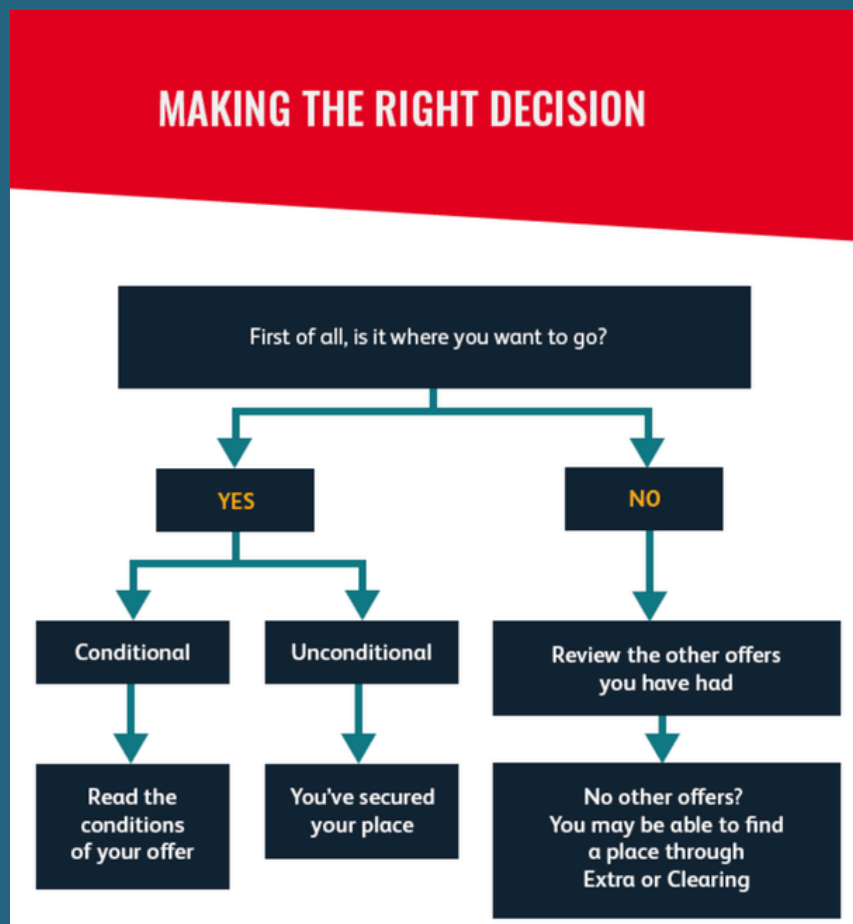 MAKING THE RIGHT DECISION
First of all, is it where you want to go?
YES
NO
Conditional
Unconditional
Review the other offers
you have had
Read the
conditions
of your offer
You've secured
your place
No other offers?
You may be able to find
a place through
Extra or Clearing